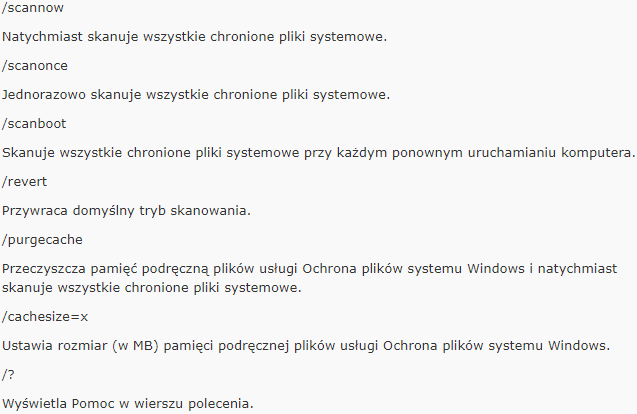 /scannow
Natychmiast skanuje wszystkie chronione pliki systemowe.
/scanonce
Jednorazowo skanuje wszystkie chronione pliki systemowe.
/scanboot
Skanuje wszystkie chronione pliki systemowe przy każdym ponownym uruchamianiu komputera.
/revert
Przywraca domyślny tryb skanowania.
/purgecache
Przeczyszcza pamięć podręczną plików usługi Ochrona plików systemu Windows i natychmiast
skanuje wszystkie chronione pliki systemowe.
/cachesize=x
Ustawia rozmiar (w MB) pamięci podręcznej plików usługi Ochrona plików systemu Windows.
/?
Wyświetla Pomoc w wierszu polecenia.